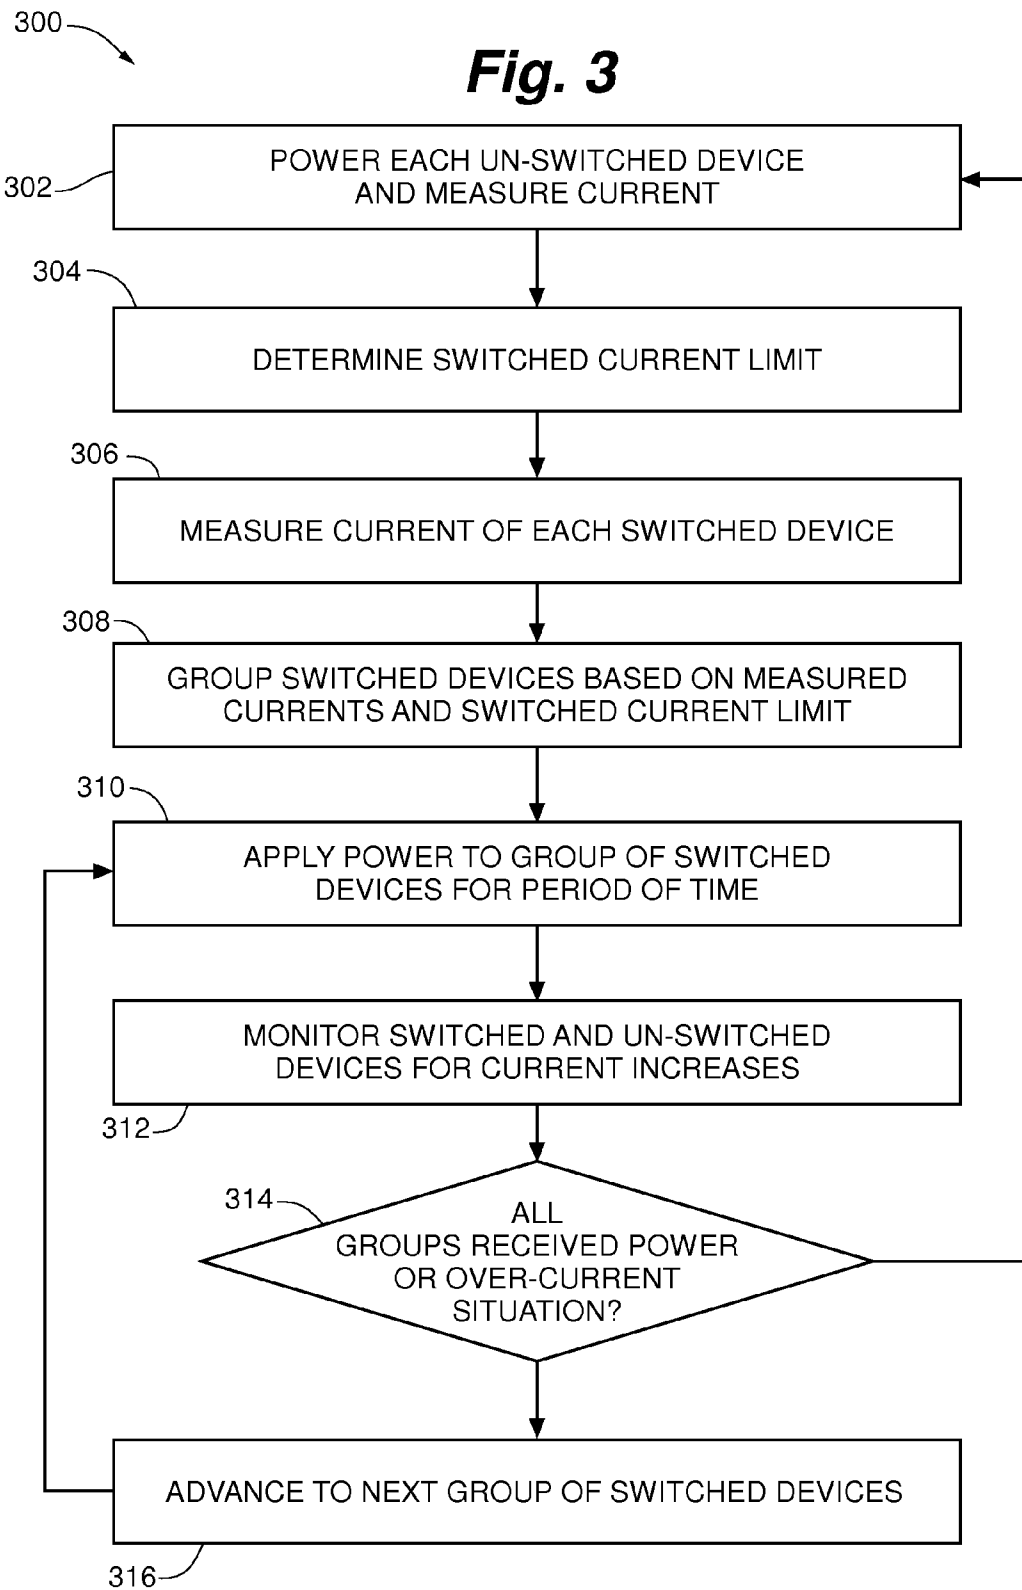 300
Fig. 3
302
POWER EACH UN-SWITCHED DEVICE
AND MEASURE CURRENT
304
DETERMINE SWITCHED CURRENT LIMIT
306
MEASURE CURRENT OF EACH SWITCHED DEVICE
308
GROUP SWITCHED DEVICES BASED ON MEASURED
CURRENTS AND SWITCHED CURRENT LIMIT
310
APPLY POWER TO GROUP OF SWITCHED
DEVICES FOR PERIOD OF TIME
MONITOR SWITCHED AND UN-SWITCHED
DEVICES FOR CURRENT INCREASES
312
314
ALL
GROUPS RECEIVED POWER
OR OVER-CURRENT
SITUATION?
ADVANCE TO NEXT GROUP OF SWITCHED DEVICES
316